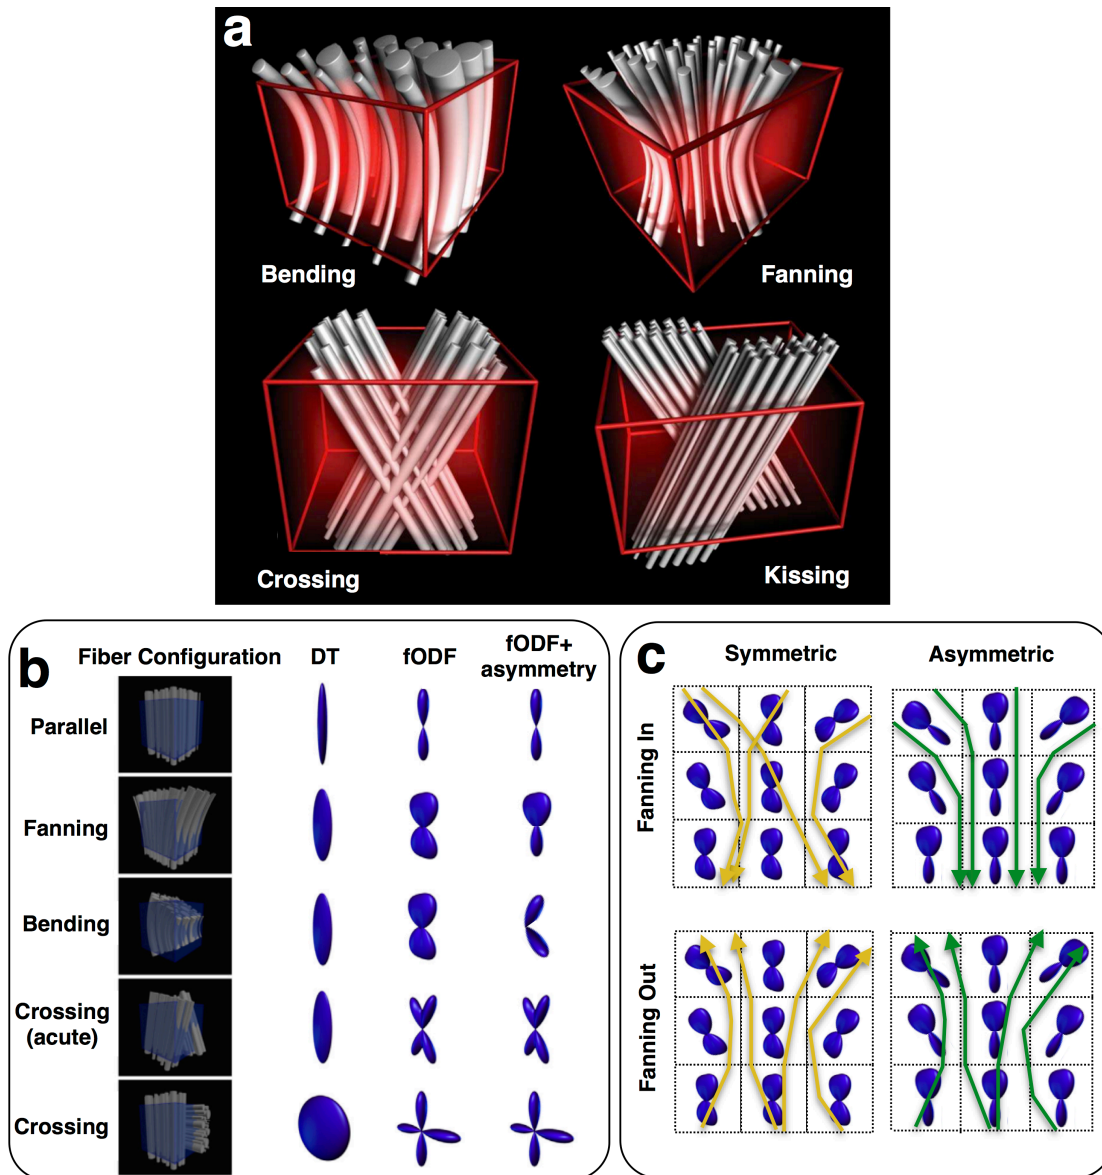 a
Bending
Fanning
Crossing
Kissing
b
Fiber Configuration
DT
fODF
fODF+
asymmetry
Parallel
Fanning
Bending
Crossing
(acute)
Crossing
c
Symmetric
Asymmetric
Fanning In
Fanning Out